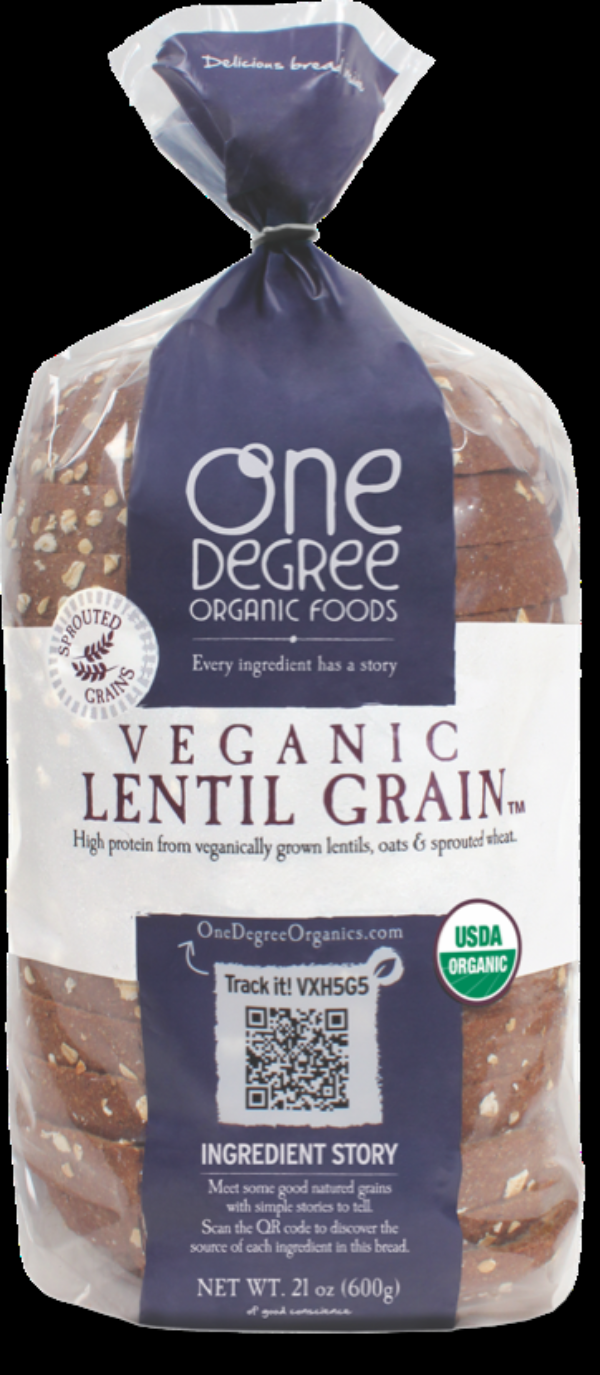 Delicious bread
One
DEGREE
ORGANIC FOODS
Every ingredient has a story
SPROUTED
GRAINS
VEGANIC
LENTIL GRAIN™
High protein from veganically grown lentils, oats & sprouted wheat.
OneDegreeOrganics.com
USDA
ORGANIC
Track it! VXH5G5
INGREDIENT STORY
Meet some good natured grains
with simple stories to tell.
Scan the QR code to discover the
source of each ingredient in this bread.
NET WT. 21 oz (600g)
of good conscience